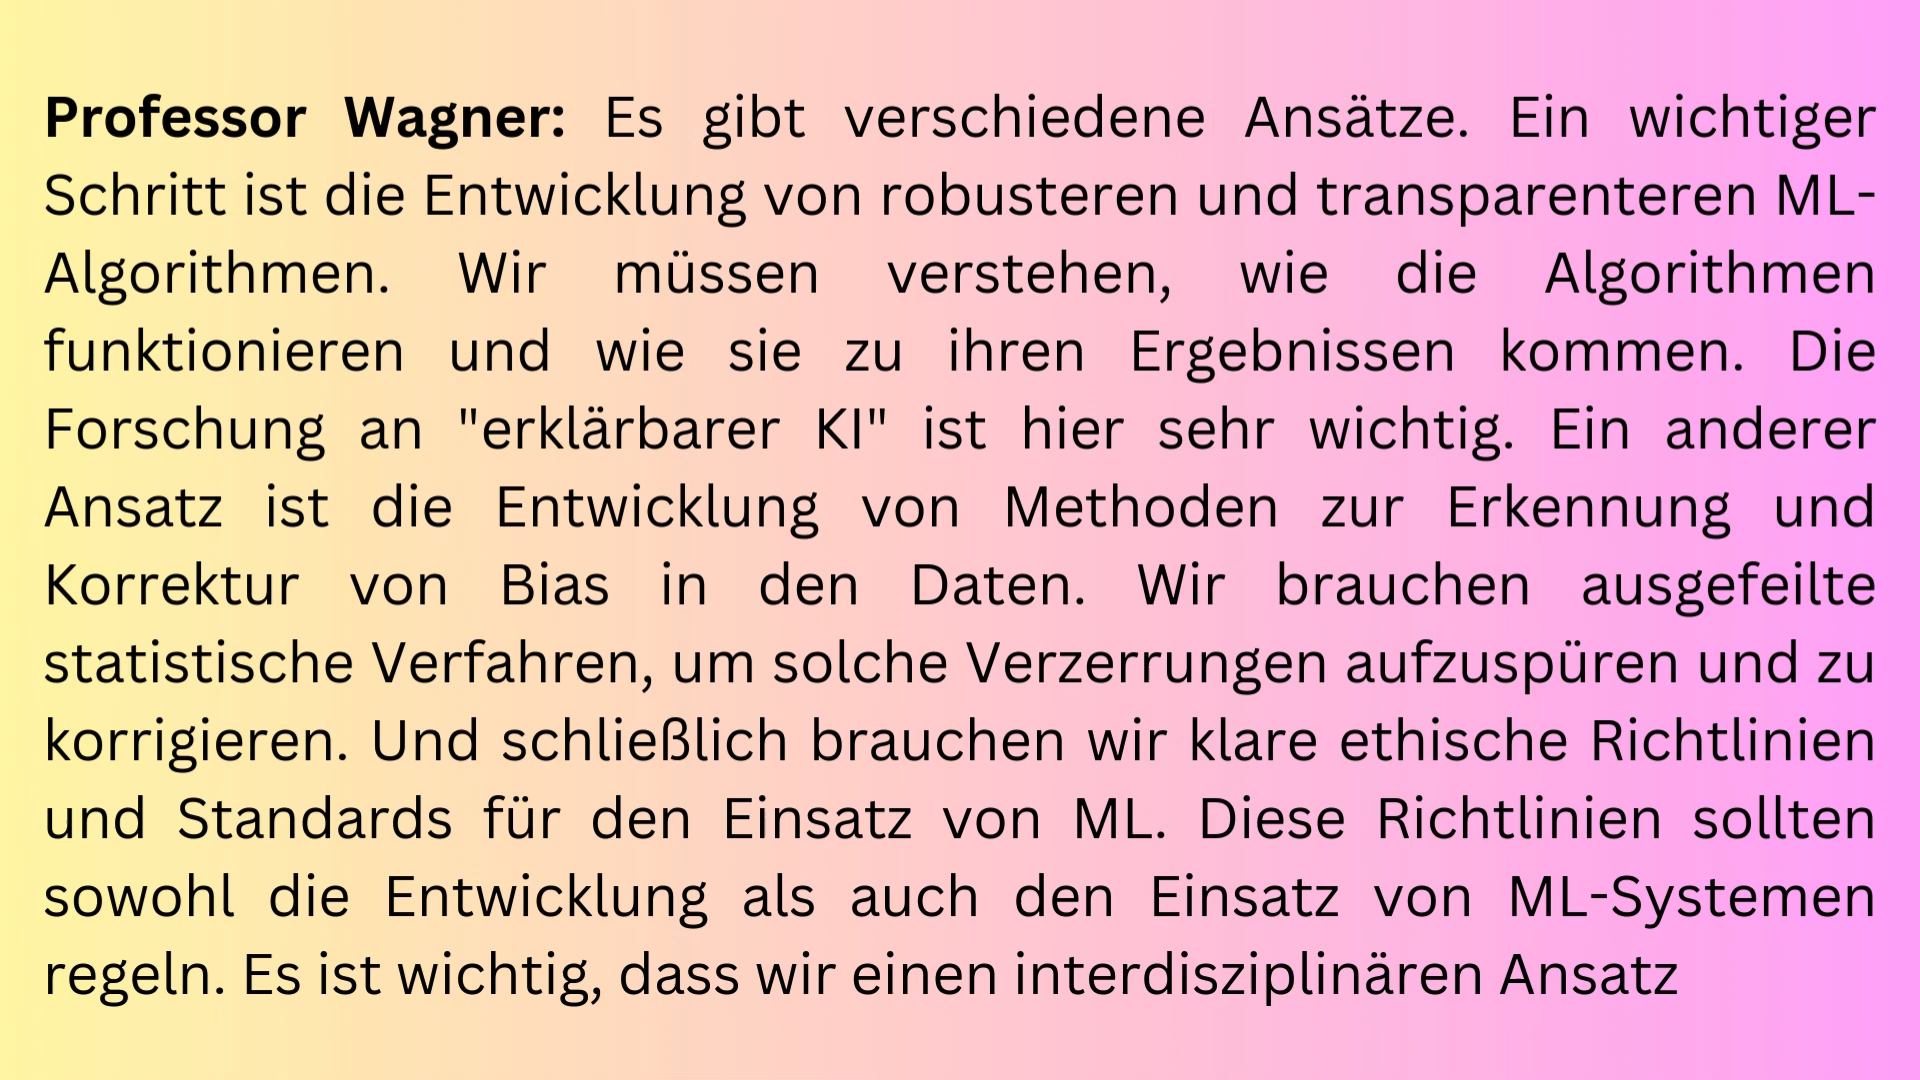 Professor Wagner: Es gibt verschiedene Ansätze. Ein wichtiger
Schritt ist die Entwicklung von robusteren und transparenteren ML-
Algorithmen. Wir müssen verstehen, wie die Algorithmen
funktionieren und wie sie zu ihren Ergebnissen kommen. Die
Forschung an "erklärbarer KI" ist hier sehr wichtig. Ein anderer
Ansatz ist die Entwicklung von Methoden zur Erkennung und
Korrektur von Bias in den Daten. Wir brauchen ausgefeilte
statistische Verfahren, um solche Verzerrungen aufzuspüren und zu
korrigieren. Und schließlich brauchen wir klare ethische Richtlinien
und Standards für den Einsatz von ML. Diese Richtlinien sollten
sowohl die Entwicklung als auch den Einsatz von ML-Systemen
regeln. Es ist wichtig, dass wir einen interdisziplinären Ansatz